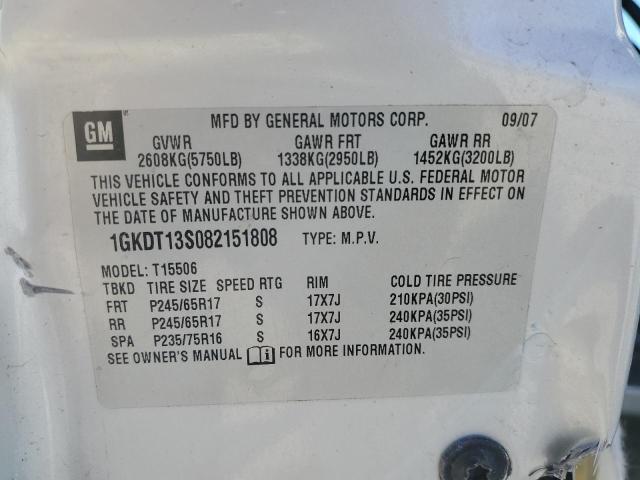 GM
MFD BY GENERAL MOTORS CORP. 09/07
GVWR GAWR FRT GAWR RR
2608KG(5750LB) 1338KG(2950LB) 1452KG(3200LB)
THIS VEHICLE CONFORMS TO ALL APPLICABLE U.S. FEDERAL MOTOR
VEHICLE SAFETY AND THEFT PREVENTION STANDARDS IN EFFECT ON
THE DATE OF MANUFACTURE SHOWN ABOVE.
1GKDT13S082151808 TYPE: M.P.V.
MODEL: T15506
TBKD TIRE SIZE SPEED RTG RIM COLD TIRE PRESSURE
FRT P245/65R17 S 17X7J 210KPA(30PSI)
RR P245/65R17 S 17X7J 240KPA(35PSI)
SPA P235/75R16 S 16X7J 240KPA(35PSI)
SEE OWNER'S MANUAL FOR MORE INFORMATION.